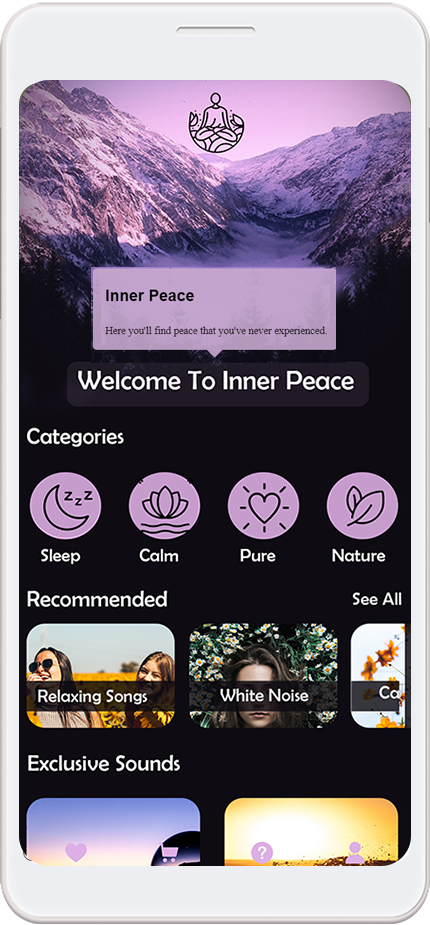 Inner Peace
Here you'll find peace that you've never experienced.
Welcome To Inner Peace
Categories
zzz
Sleep Calm Pure Nature
Recommended See All
Relaxing Songs White Noise Ca
Exclusive Sounds
?